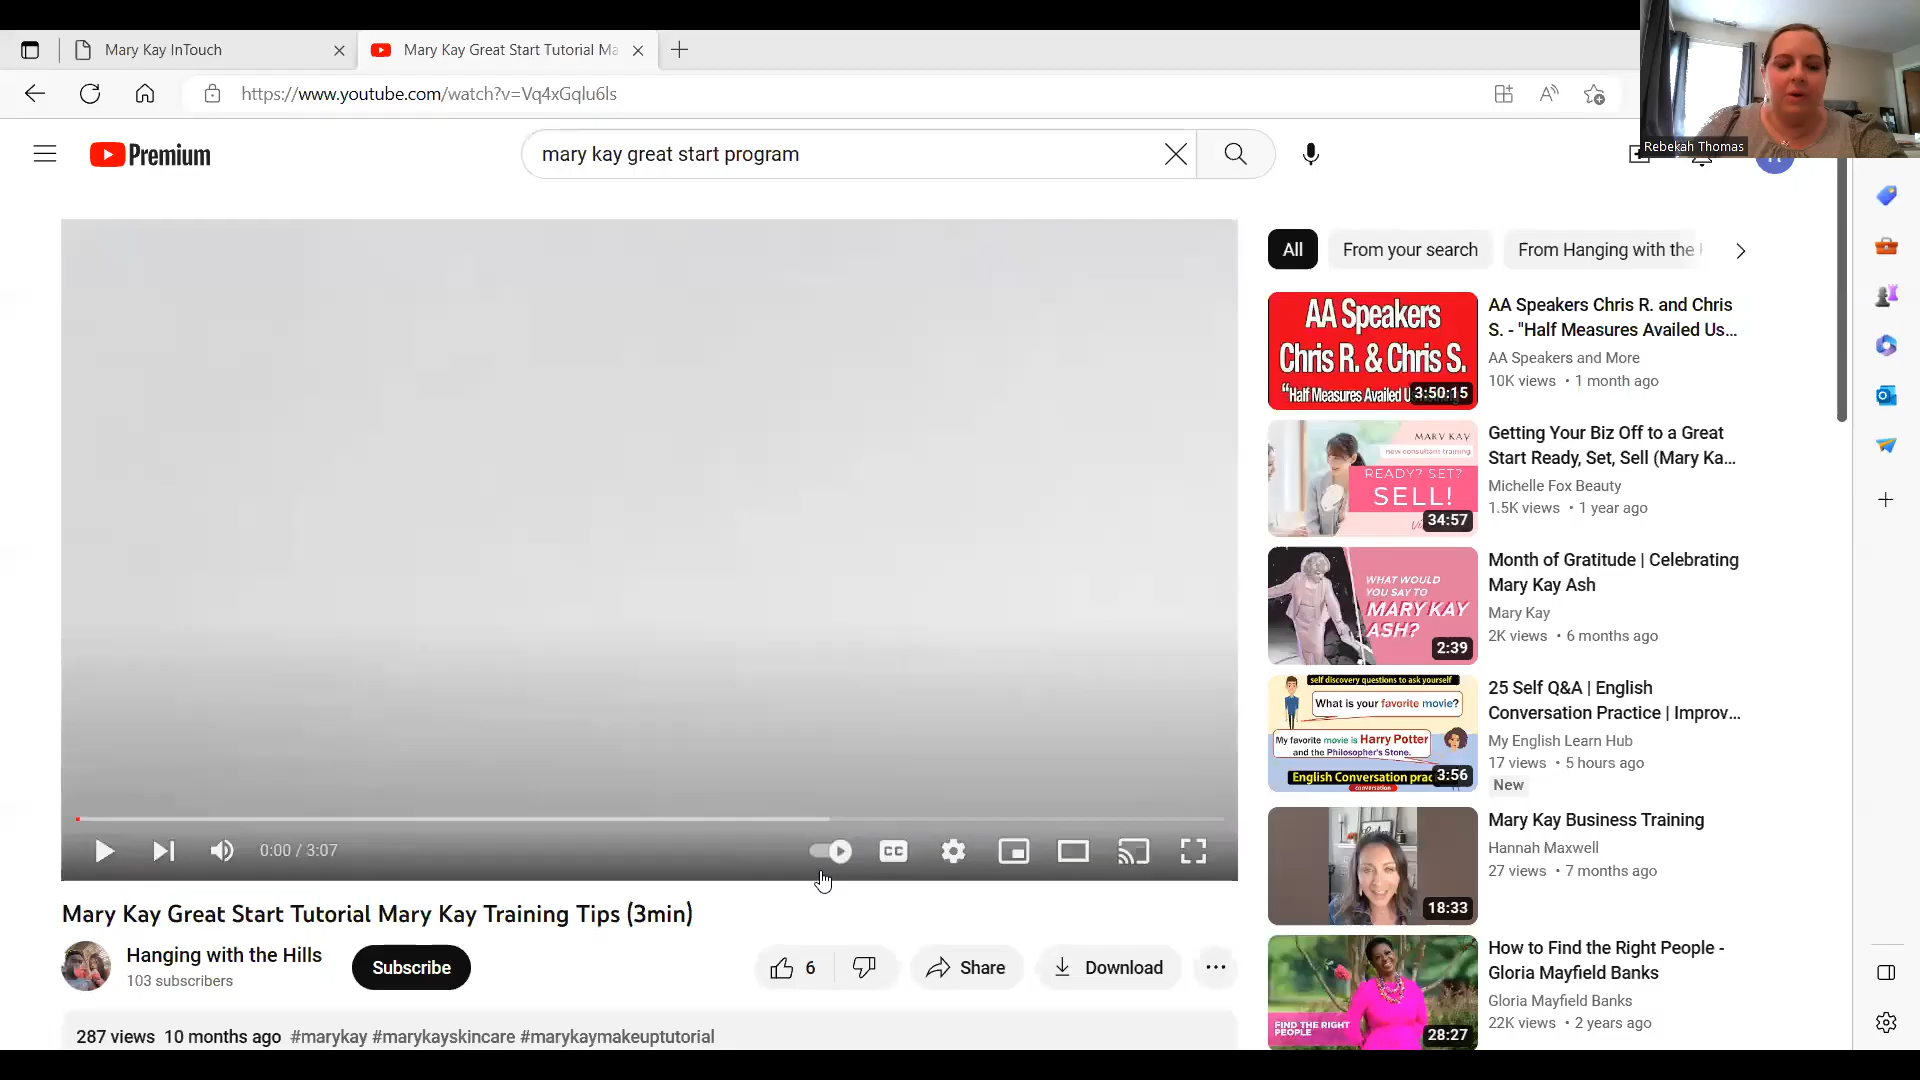 Mary Kay InTouch
Mary Kay Great Start Tutorial Ma
https://www.youtube.com/watch?v=Vq4xGqlu6ls
Rebekah Thomas
Premium
mary kay great start program
All
From your search
From Hanging with the
AA Speakers
Chris R. & Chris S.
"Half Measures Availed U
3:50:15
AA Speakers Chris R. and Chris
S. - "Half Measures Availed Us...
AA Speakers and More
10K views • 1 month ago
MARY KAY
new consultant training
READY? SET?
SELL!
34:57
Getting Your Biz Off to a Great
Start Ready, Set, Sell (Mary Ka...
Michelle Fox Beauty
1.5K views • 1 year ago
WHAT WOULD
YOU SAY TO
MARY KAY
ASH?
2:39
Month of Gratitude | Celebrating
Mary Kay Ash
Mary Kay
2K views • 6 months ago
self discovery questions to ask yourself
What is your favorite movie?
My favorite movie is Harry Potter
and the Philosopher's Stone.
English Conversation prac
conversation
3:56
25 Self Q&A | English
Conversation Practice | Improv...
My English Learn Hub
17 views • 5 hours ago
New
18:33
Mary Kay Business Training
Hannah Maxwell
27 views • 7 months ago
FIND THE RIGHT
PEOPLE
28:27
How to Find the Right People -
Gloria Mayfield Banks
Gloria Mayfield Banks
22K views • 2 years ago
0:00 / 3:07
CC
Mary Kay Great Start Tutorial Mary Kay Training Tips (3min)
Hanging with the Hills
103 subscribers
Subscribe
6
Share
Download
287 views 10 months ago #marykay #marykayskincare #marykaymakeuptutorial